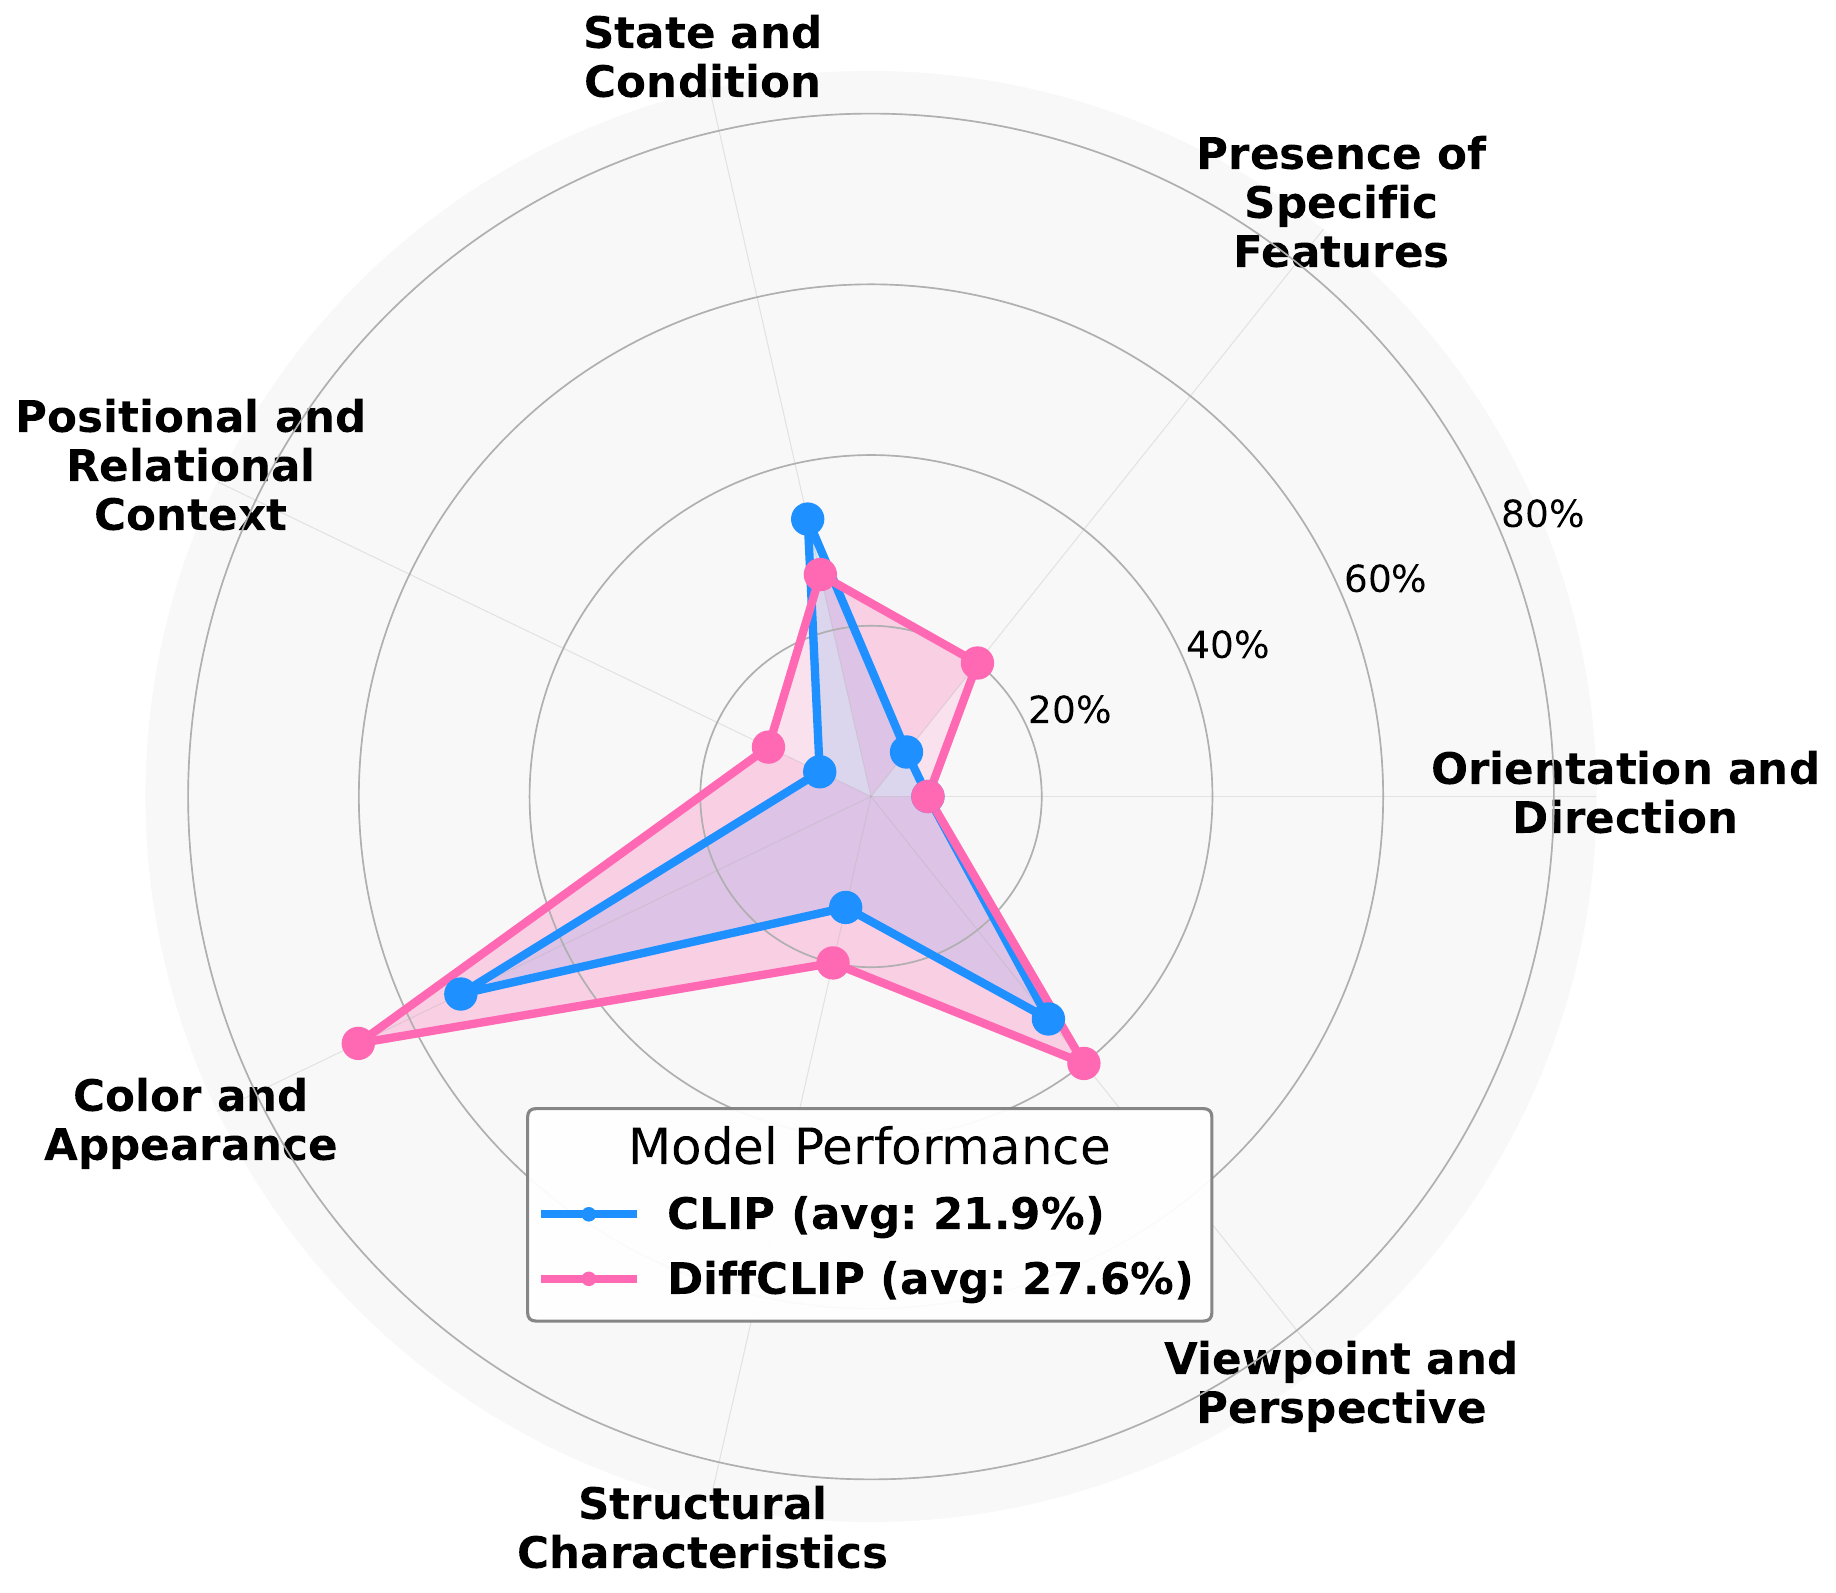 State and
Condition
Presence of
Specific
Features
Positional and
Relational
Context
80%
60%
40%
20%
Orientation and
Direction
Color and
Appearance
Model Performance
CLIP (avg: 21.9%)
DiffCLIP (avg: 27.6%)
Viewpoint and
Perspective
Structural
Characteristics